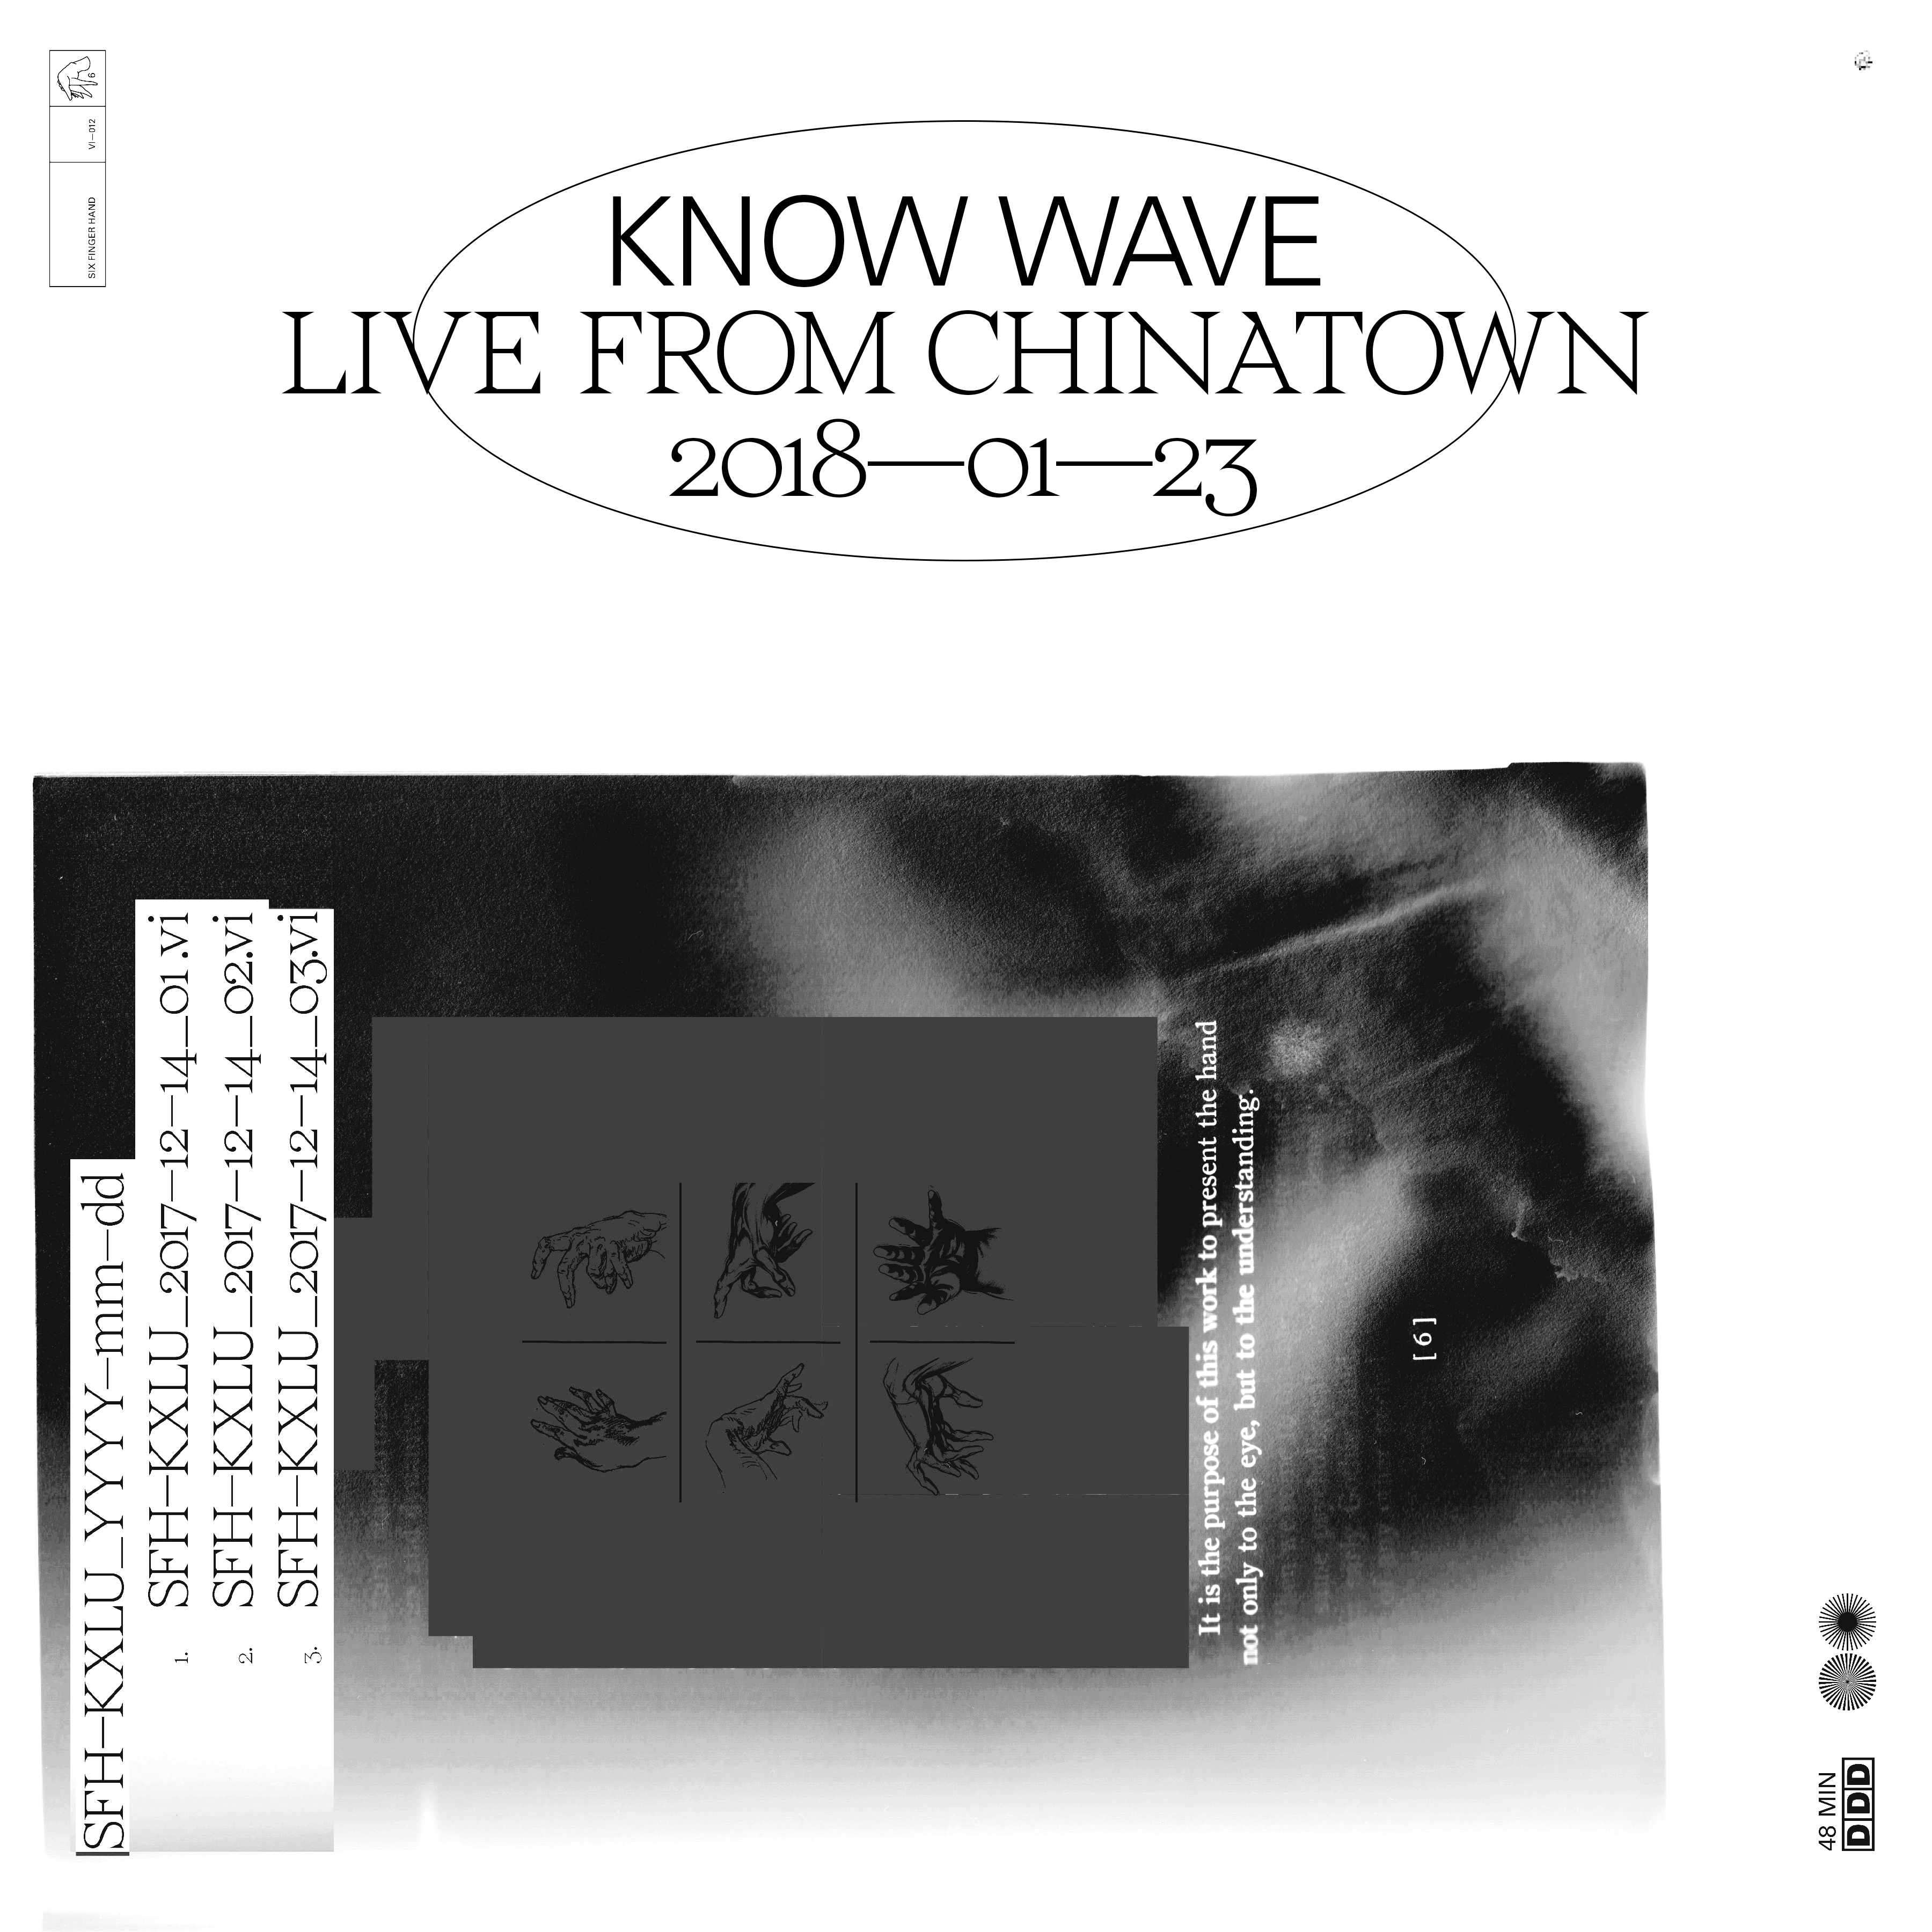 6
VI—D12
SIX FINGER HAND
KNOW WAVE
LIVE FROM CHINATOWN
2018—01—23
SFH—KXLU_YYYY—mm—dd
1. SFH—KXLU_2017—12—14_01.vi
2. SFH—KXLU_2017—12—14_02.vi
3. SFH—KXLU_2017—12—14_03.vi
It is the purpose of this work to present the hand
not only to the eye, but to the understanding.
[ 6 ]
48 MIN
DDD